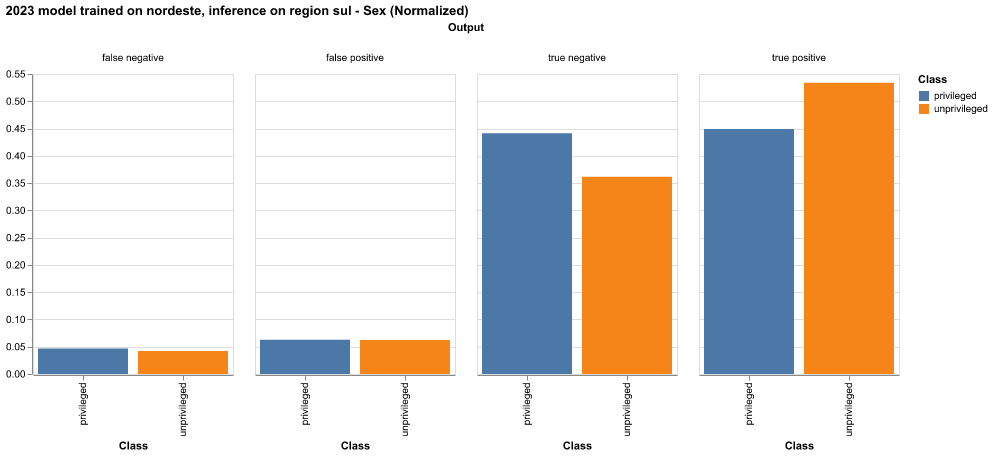 2023 model trained on nordeste, inference on region sul - Sex (Normalized)
Output
false negative
false positive
true negative
true positive
0.55
0.50
0.45
0.40
0.35
0.30
0.25
0.20
0.15
0.10
0.05
0.00
privileged
unprivileged
privileged
unprivileged
privileged
unprivileged
privileged
unprivileged
Class
Class
Class
Class
Class
privileged
unprivileged